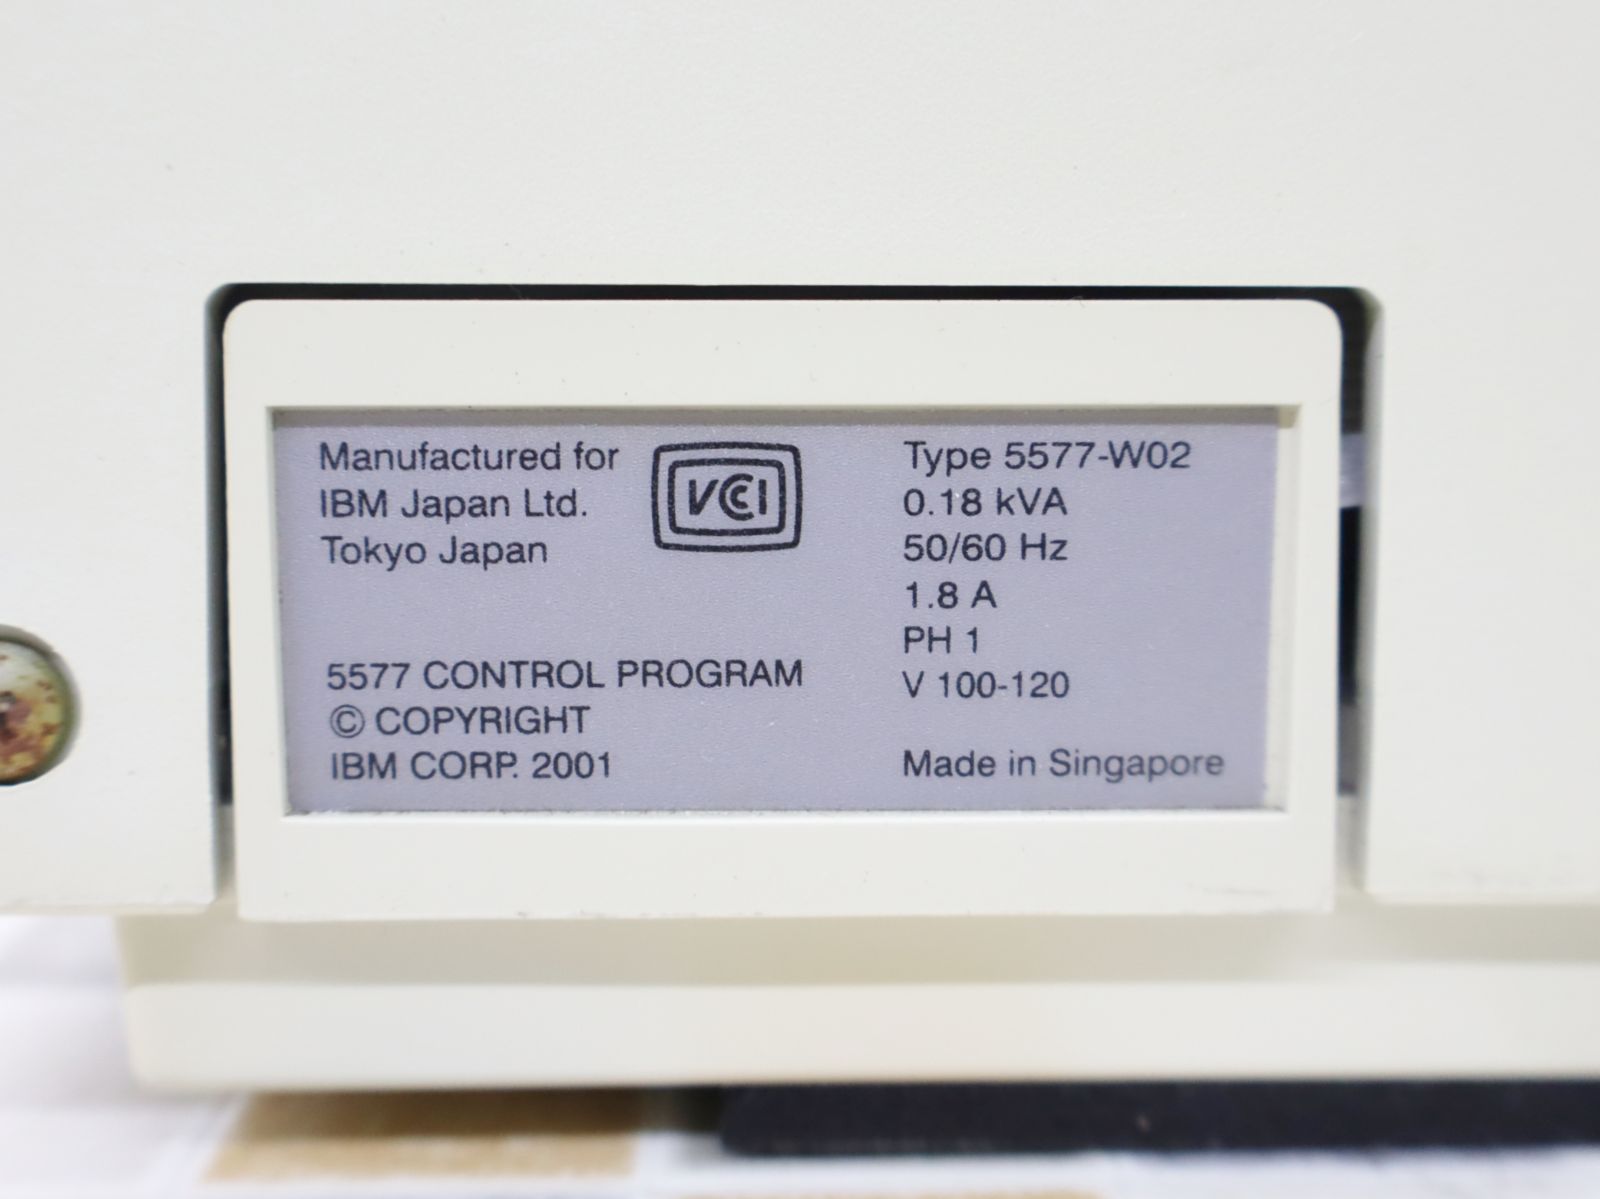 Manufactured for
IBM Japan Ltd.
Tokyo Japan
VCCI
5577 CONTROL PROGRAM
© COPYRIGHT
IBM CORP. 2001
Type 5577-W02
0.18 kVA
50/60 Hz
1.8 A
PH 1
V 100-120
Made in Singapore